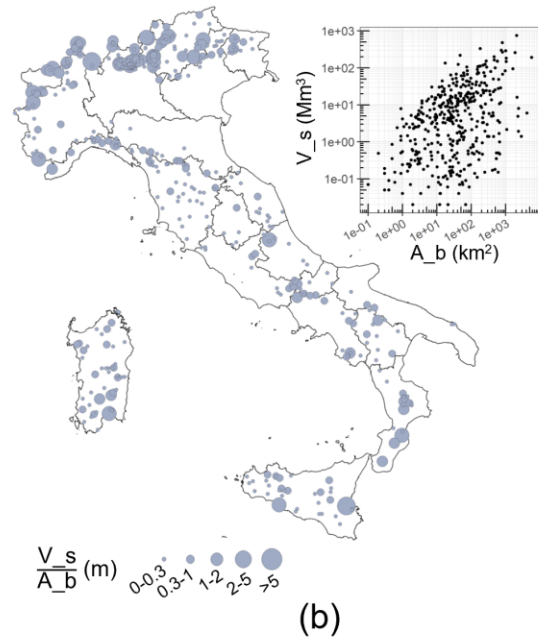 1e+03
1e+02
1e+01
1e+00
1e-01
V_s (Mm³)
1e-01
1e+00
1e+01
1e+02
1e+03
A_b (km²)
V_s
A_b (m)
0-0.3
0.3-1
1-2
2-5
>5
(b)